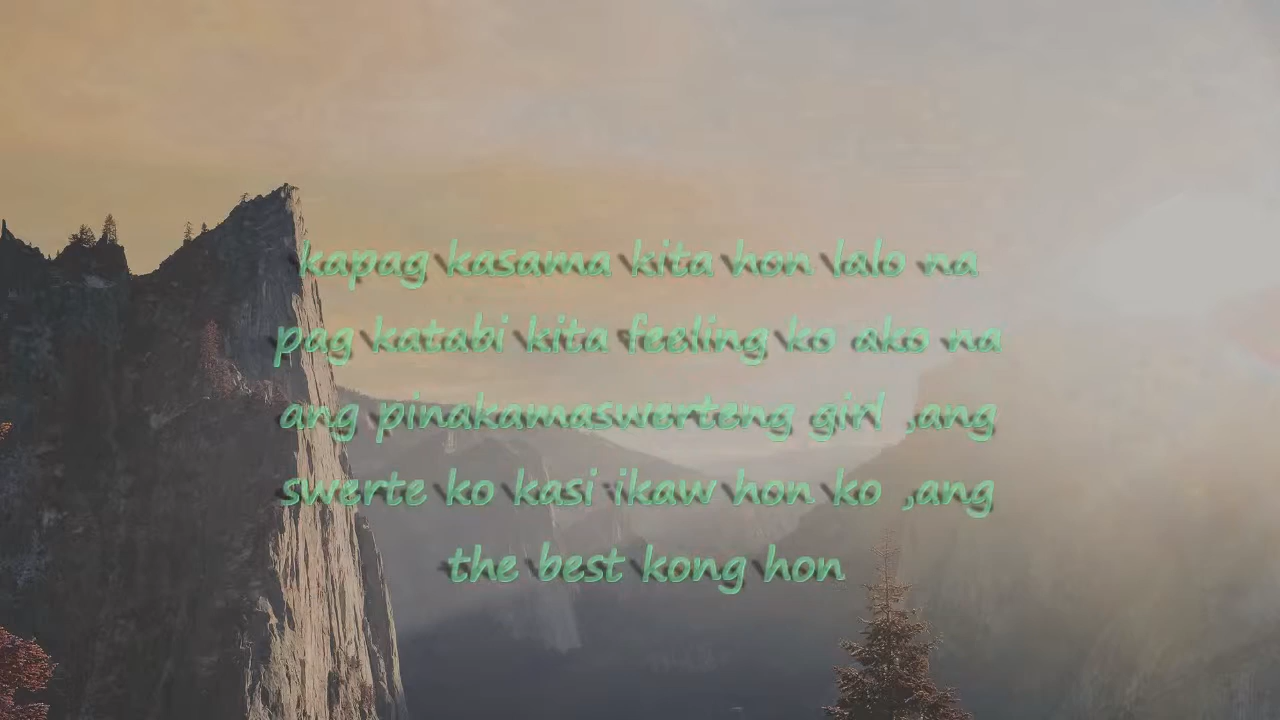 kapag kasama kita hon lalo na
pag katabi kita feeling ko ako na
ang pinakamaswerteng girl ,ang
swerte ko kasi ikaw hon ko ,ang
the best kong hon